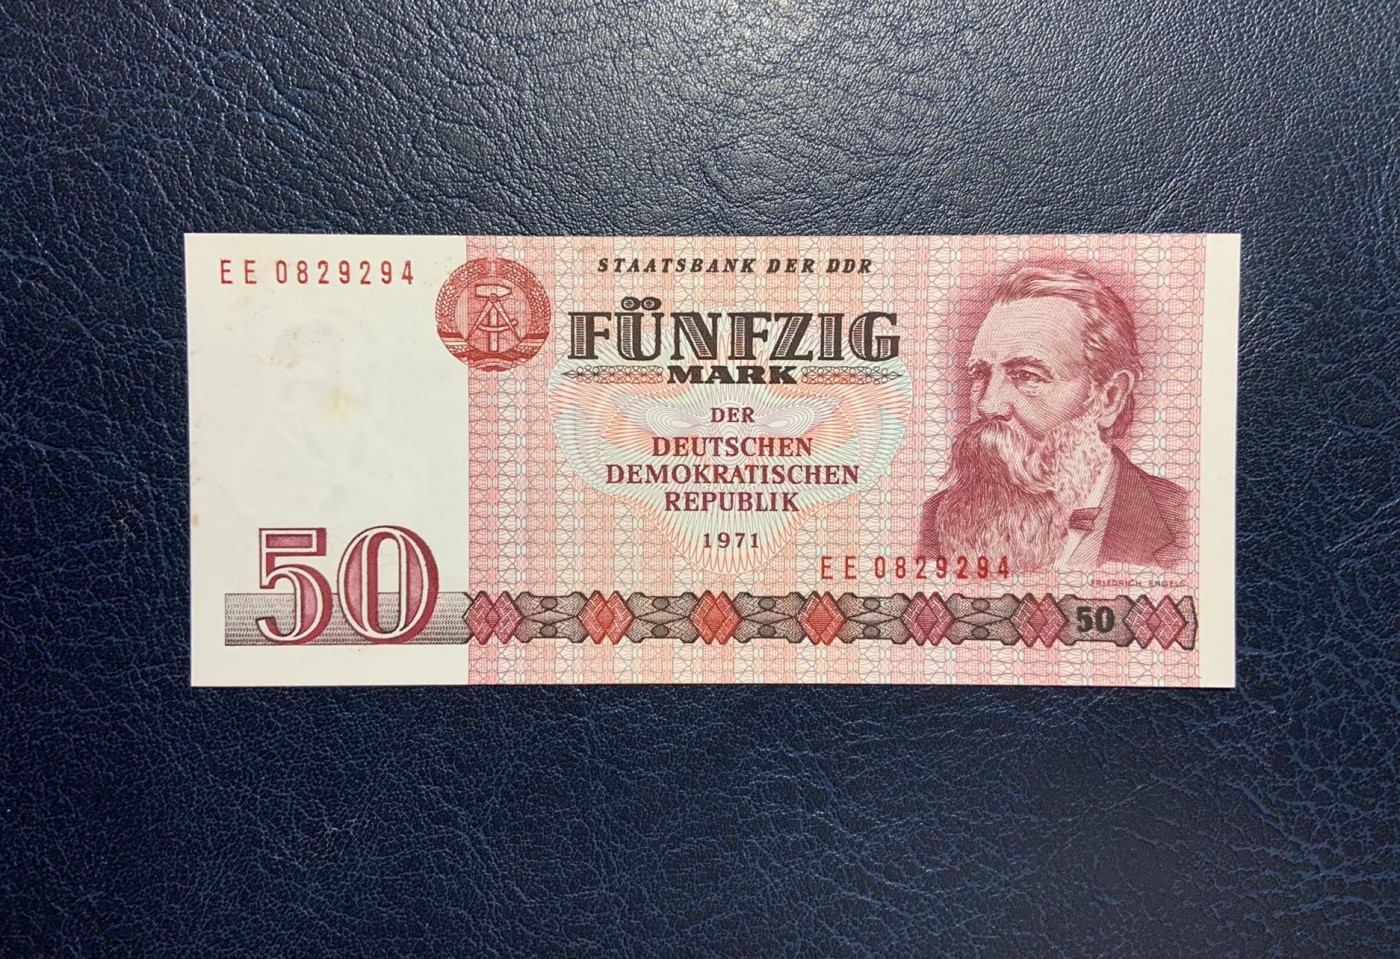 EE 0829294
STAATSBANK DER DDR
FÜNFZIG
MARK
DER
DEUTSCHEN
DEMOKRATISCHEN
REPUBLIK
1971
EE 0829294
FRIEDRICH ENGELS
50
50